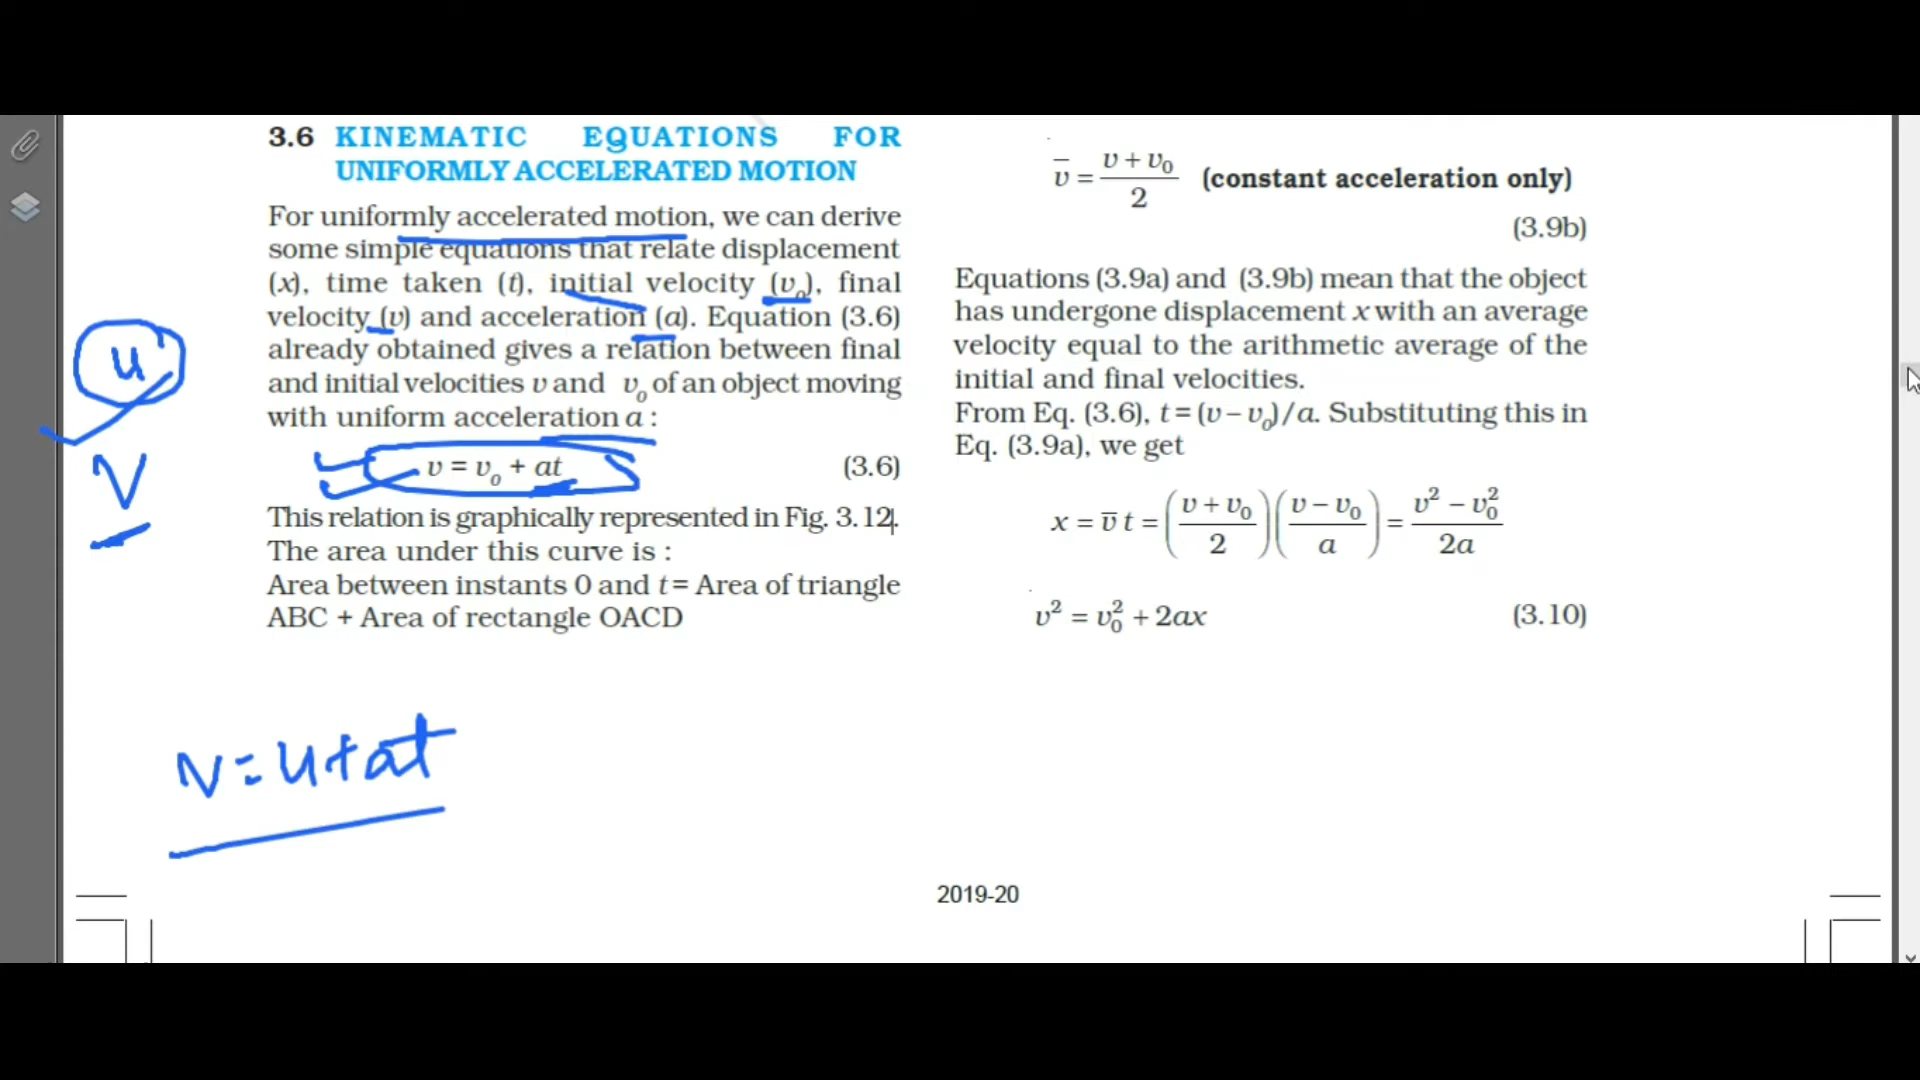 3.6 KINEMATIC EQUATIONS FOR
UNIFORMLY ACCELERATED MOTION
For uniformly accelerated motion, we can derive
some simple equations that relate displacement
(x), time taken (t), initial velocity (v₀), final
velocity (v) and acceleration (a). Equation (3.6)
already obtained gives a relation between final
and initial velocities v and v₀ of an object moving
with uniform acceleration a :
v = v₀ + at (3.6)
This relation is graphically represented in Fig. 3.12.
The area under this curve is :
Area between instants 0 and t = Area of triangle
ABC + Area of rectangle OACD
u
V
v = u + at
v̄ = (v + v₀)/2 (constant acceleration only)
(3.9b)
Equations (3.9a) and (3.9b) mean that the object
has undergone displacement x with an average
velocity equal to the arithmetic average of the
initial and final velocities.
From Eq. (3.6), t = (v – v₀)/a. Substituting this in
Eq. (3.9a), we get
x = v̄ t = ((v + v₀)/2)((v − v₀)/a) = (v² − v₀²)/2a
v² = v₀² + 2ax (3.10)
2019-20